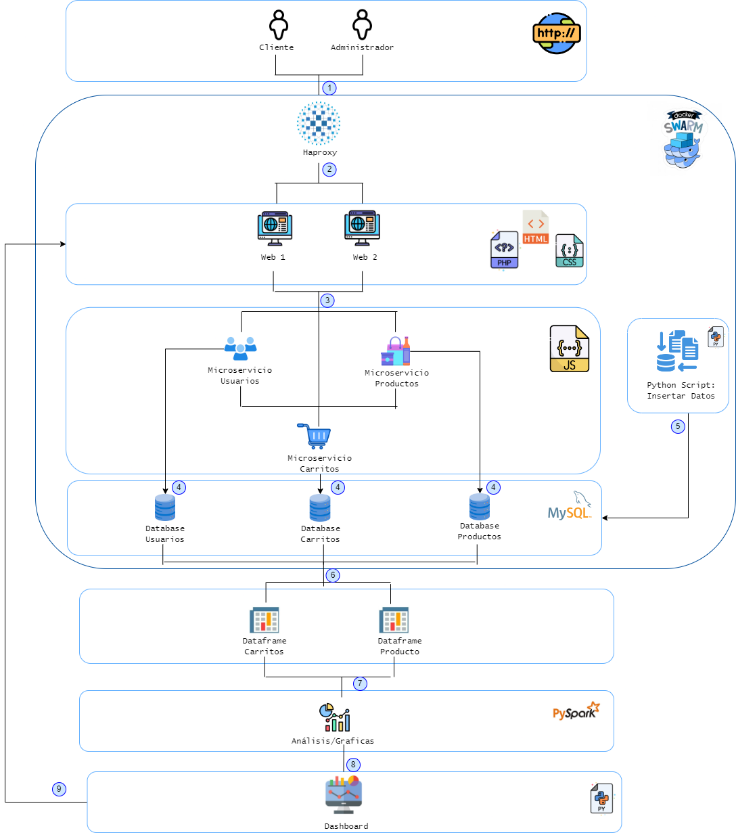 http://
Cliente
Administrador
1
docker
SWARM
Haproxy
2
Web 1
Web 2
PHP
HTML
CSS
3
Microservicio
Usuarios
Microservicio
Productos
JS
PY
Python Script:
Insertar Datos
5
Microservicio
Carritos
4
4
4
Database
Usuarios
Database
Carritos
Database
Productos
MySQL
6
Dataframe
Carritos
Dataframe
Producto
7
Análisis/Graficas
PySpark
8
9
Dashboard
PY